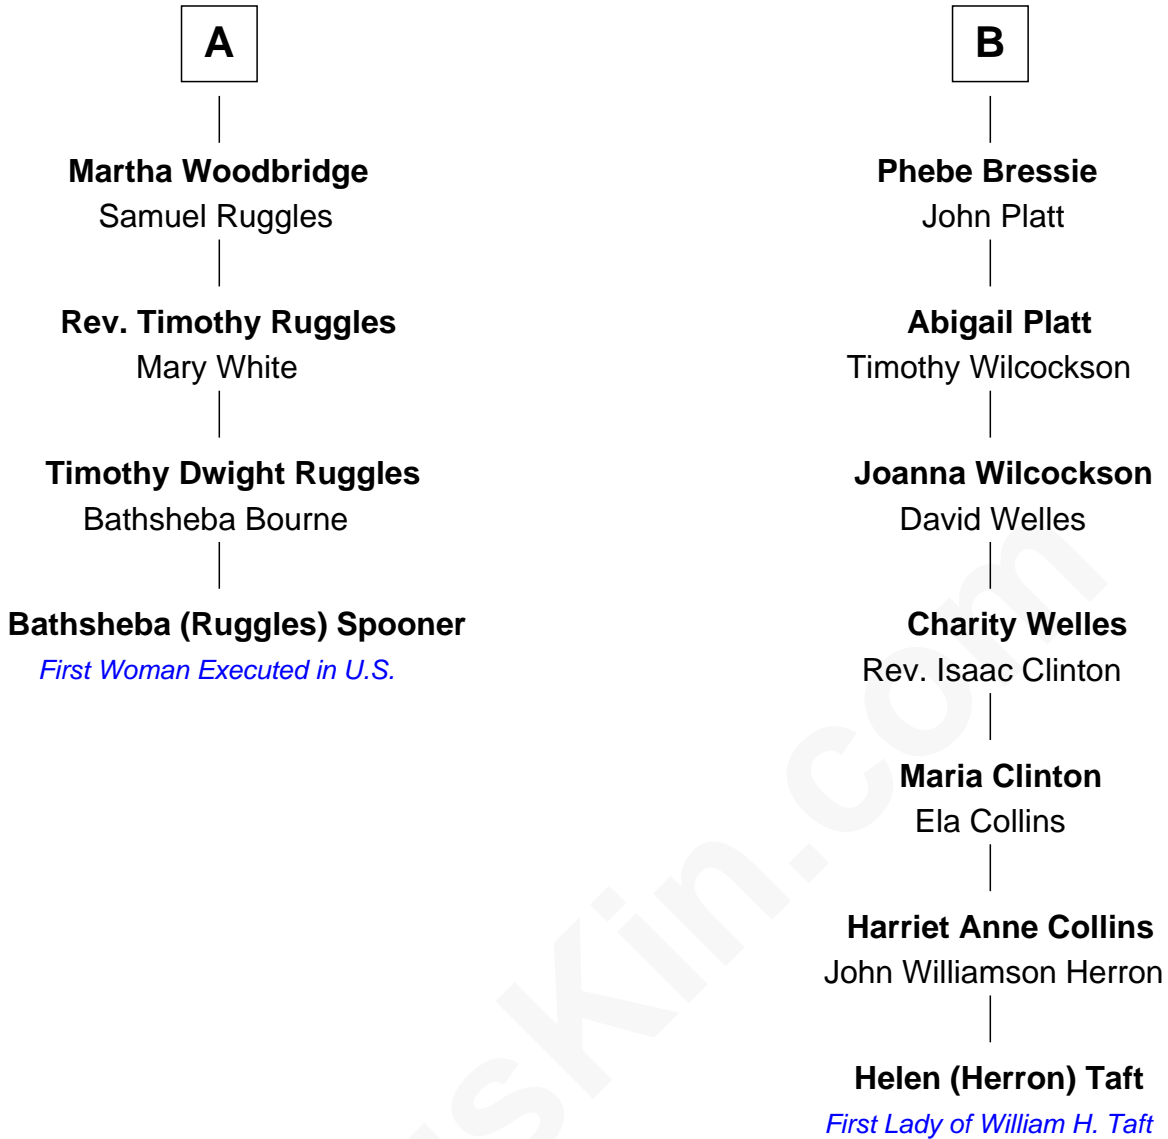 A
Martha Woodbridge
Samuel Ruggles
Rev. Timothy Ruggles
Mary White
Timothy Dwight Ruggles
Bathsheba Bourne
Bathsheba (Ruggles) Spooner
First Woman Executed in U.S.
B
Phebe Bressie
John Platt
Abigail Platt
Timothy Wilcockson
Joanna Wilcockson
David Welles
Charity Welles
Rev. Isaac Clinton
Maria Clinton
Ela Collins
Harriet Anne Collins
John Williamson Herron
Helen (Herron) Taft
First Lady of William H. Taft